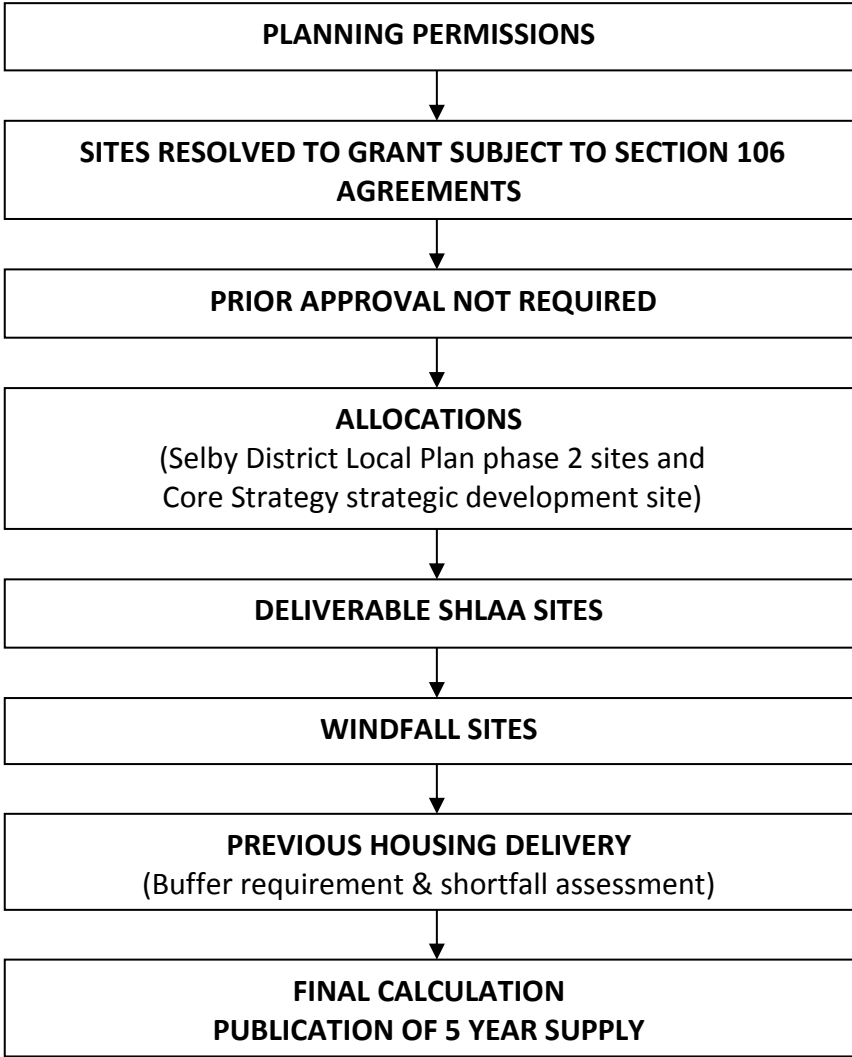 PLANNING PERMISSIONS
SITES RESOLVED TO GRANT SUBJECT TO SECTION 106
AGREEMENTS
PRIOR APPROVAL NOT REQUIRED
ALLOCATIONS
(Selby District Local Plan phase 2 sites and
Core Strategy strategic development site)
DELIVERABLE SHLAA SITES
WINDFALL SITES
PREVIOUS HOUSING DELIVERY
(Buffer requirement & shortfall assessment)
FINAL CALCULATION
PUBLICATION OF 5 YEAR SUPPLY